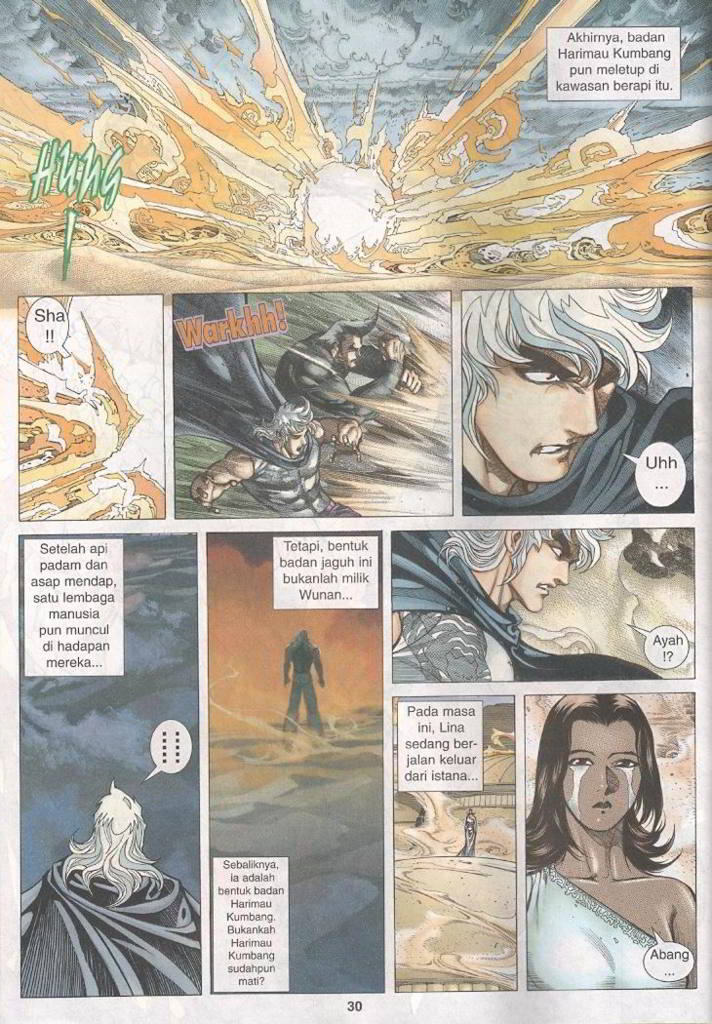 Akhirnya, badan
Harimau Kumbang
pun meletup di
kawasan berapi itu.
HUNG
!
Sha
!!
Warkhh!
Uhh
...
Setelah api
padam dan
asap mendap,
satu lembaga
manusia
pun muncul
di hadapan
mereka...
Tetapi, bentuk
badan jaguh ini
bukanlah milik
Wunan...
Ayah
!?
Sebaliknya,
ia adalah
bentuk badan
Harimau
Kumbang.
Bukankah
Harimau
Kumbang
sudahpun
mati?
Pada masa
ini, Lina
sedang ber-
jalan keluar
dari istana...
Abang
...
30